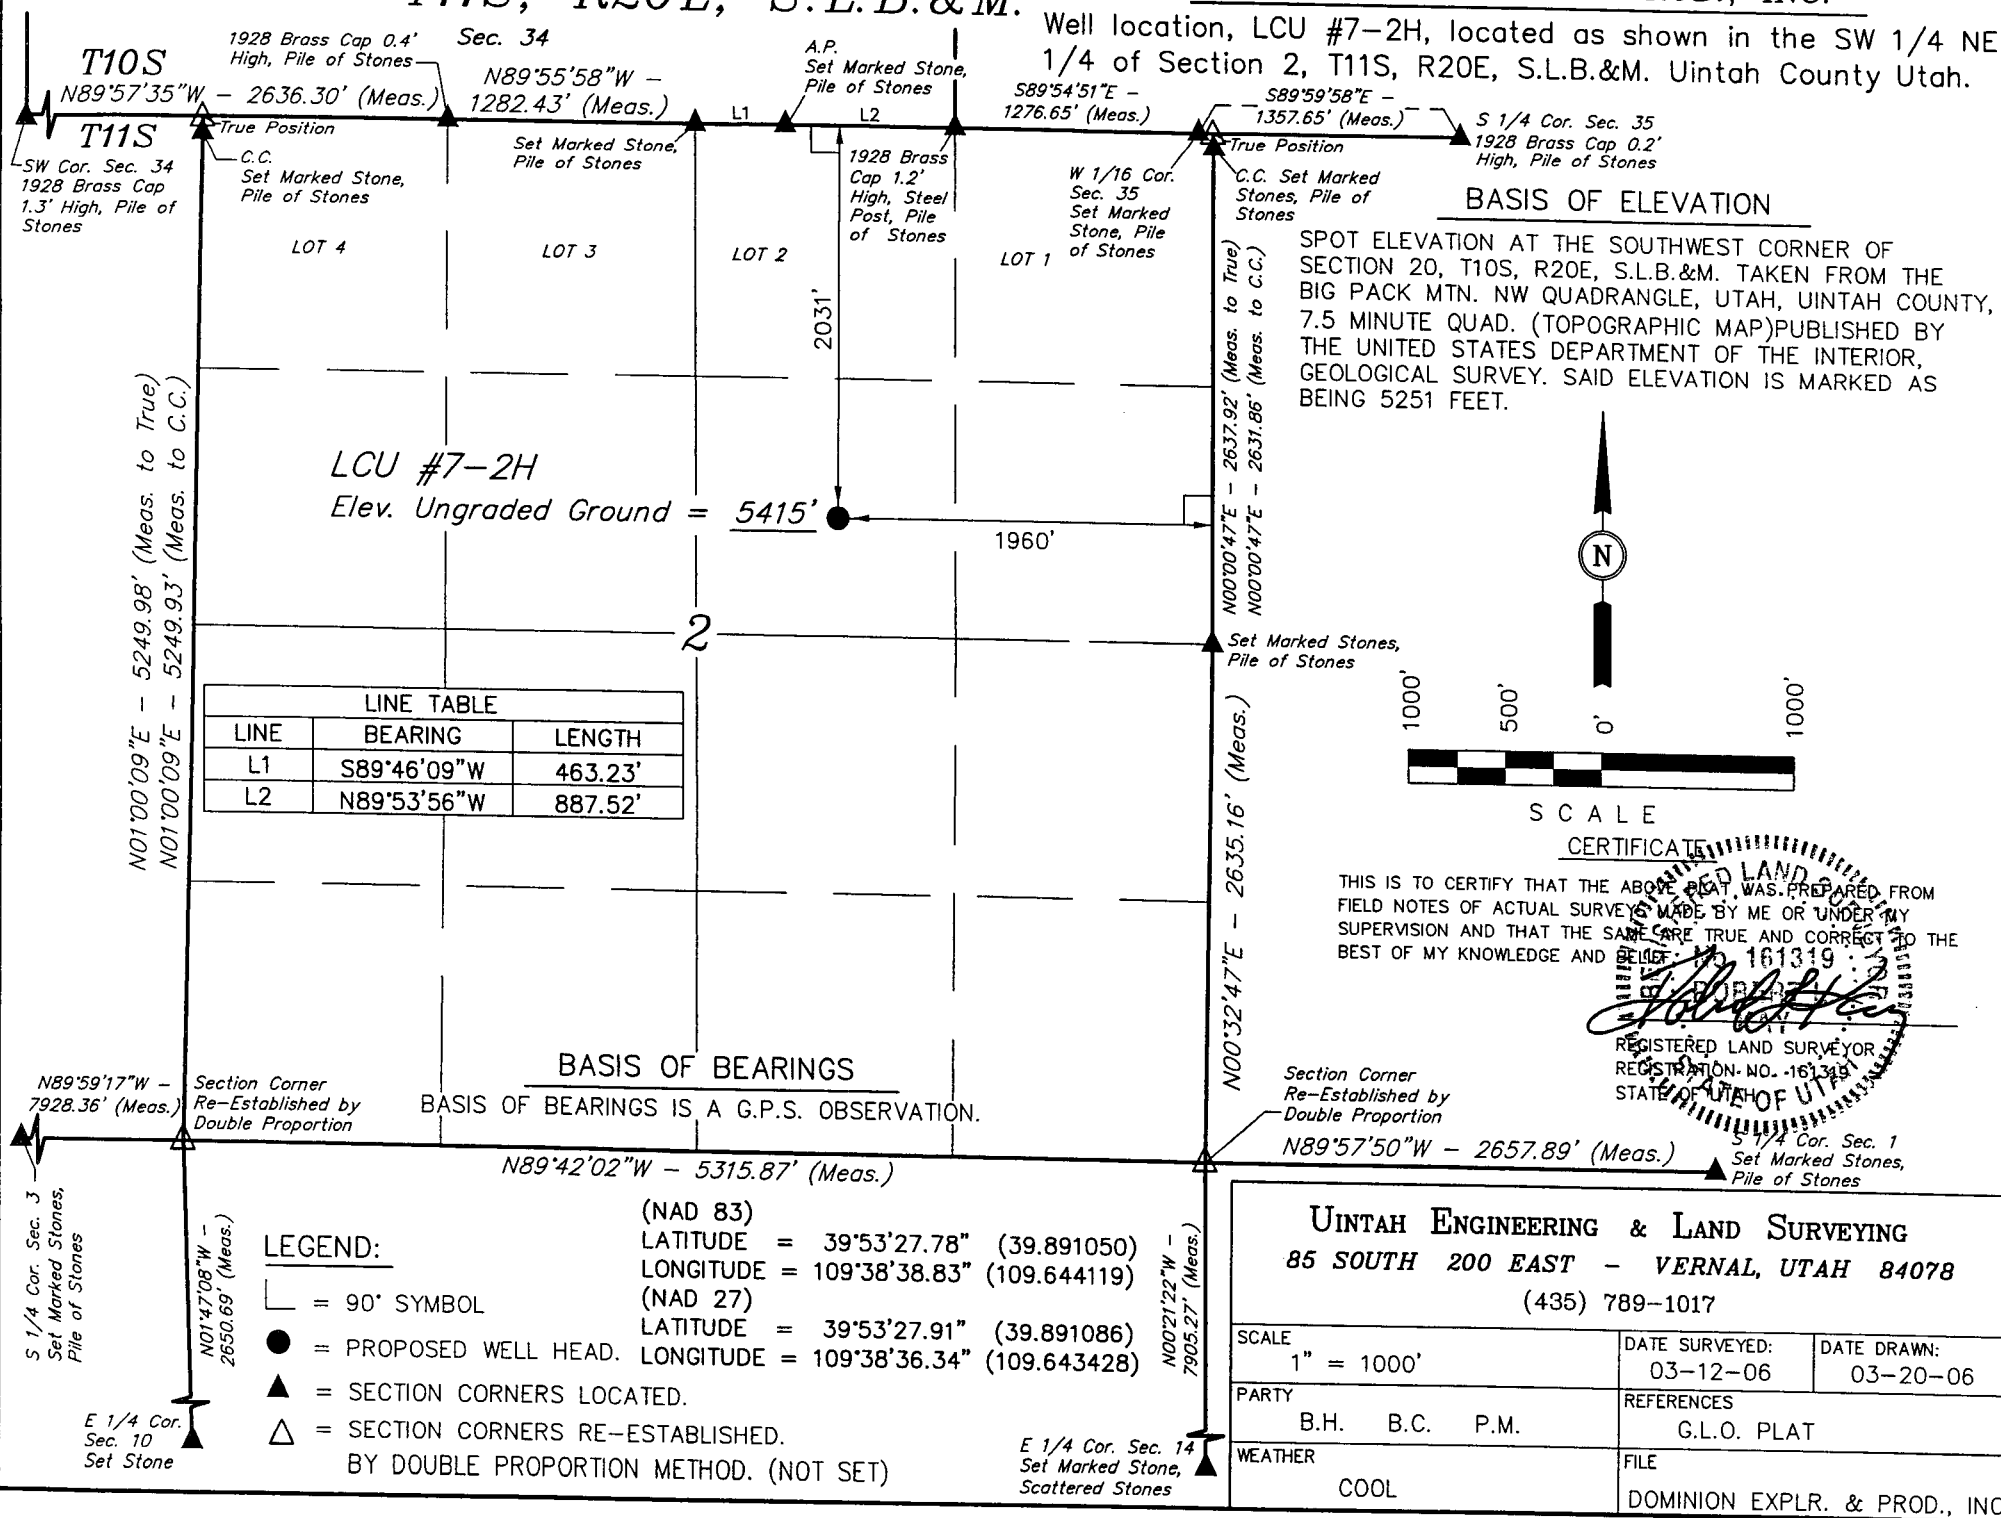 T11S, R20E, S.L.B.&M.
Well location, LCU #7-2H, located as shown in the SW 1/4 NE
1/4 of Section 2, T11S, R20E, S.L.B.&M. Uintah County Utah.
T10S
N89°57'35"W - 2636.30' (Meas.)
T11S
1928 Brass Cap 0.4'
High, Pile of Stones
Sec. 34
N89°55'58"W -
1282.43' (Meas.)
L1
A.P.
Set Marked Stone,
Pile of Stones
L2
S89°54'51"E -
1276.65' (Meas.)
S89°59'58"E -
1357.65' (Meas.)
S 1/4 Cor. Sec. 35
1928 Brass Cap 0.2'
High, Pile of Stones
SW Cor. Sec. 34
1928 Brass Cap
1.3' High, Pile of
Stones
True Position
C.C.
Set Marked Stone,
Pile of Stones
Set Marked Stone,
Pile of Stones
1928 Brass
Cap 1.2'
High, Steel
Post, Pile
of Stones
W 1/16 Cor.
Sec. 35
Set Marked
Stone, Pile
of Stones
True Position
C.C. Set Marked
Stones, Pile of
Stones
LOT 4
LOT 3
LOT 2
LOT 1
BASIS OF ELEVATION
SPOT ELEVATION AT THE SOUTHWEST CORNER OF
SECTION 20, T10S, R20E, S.L.B.&M. TAKEN FROM THE
BIG PACK MTN. NW QUADRANGLE, UTAH, UINTAH COUNTY,
7.5 MINUTE QUAD. (TOPOGRAPHIC MAP)PUBLISHED BY
THE UNITED STATES DEPARTMENT OF THE INTERIOR,
GEOLOGICAL SURVEY. SAID ELEVATION IS MARKED AS
BEING 5251 FEET.
2031'
N00°00'47"E - 2637.92' (Meas. to True)
N00°00'47"E - 2631.86' (Meas. to C.C.)
N01°00'09"E - 5249.98' (Meas. to True)
N01°00'09"E - 5249.93' (Meas. to C.C.)
LCU #7-2H
Elev. Ungraded Ground = 5415'
1960'
N
2
Set Marked Stones,
Pile of Stones
LINE TABLE
LINE BEARING LENGTH
L1 S89°46'09"W 463.23'
L2 N89°53'56"W 887.52'
N00°32'47"E - 2635.16' (Meas.)
1000' 500' 0' 1000'
SCALE
CERTIFICATE
THIS IS TO CERTIFY THAT THE ABOVE PLAT WAS PREPARED FROM
FIELD NOTES OF ACTUAL SURVEYS MADE BY ME OR UNDER MY
SUPERVISION AND THAT THE SAME ARE TRUE AND CORRECT TO THE
BEST OF MY KNOWLEDGE AND BELIEF.
REGISTERED LAND SURVEYOR
No. 161319
ROBERT L.
KAY
STATE OF UTAH
REGISTERED LAND SURVEYOR
REGISTRATION NO. 161319
STATE OF UTAH
BASIS OF BEARINGS
BASIS OF BEARINGS IS A G.P.S. OBSERVATION.
N89°59'17"W -
7928.36' (Meas.)
Section Corner
Re-Established by
Double Proportion
Section Corner
Re-Established by
Double Proportion
N89°42'02"W - 5315.87' (Meas.)
N89°57'50"W - 2657.89' (Meas.)
S 1/4 Cor. Sec. 1
Set Marked Stones,
Pile of Stones
S 1/4 Cor. Sec. 3
Set Marked Stones,
Pile of Stones
N01°47'08"W -
2650.69' (Meas.)
E 1/4 Cor.
Sec. 10
Set Stone
LEGEND:
= 90° SYMBOL
= PROPOSED WELL HEAD.
= SECTION CORNERS LOCATED.
= SECTION CORNERS RE-ESTABLISHED.
BY DOUBLE PROPORTION METHOD. (NOT SET)
(NAD 83)
LATITUDE = 39°53'27.78" (39.891050)
LONGITUDE = 109°38'38.83" (109.644119)
(NAD 27)
LATITUDE = 39°53'27.91" (39.891086)
LONGITUDE = 109°38'36.34" (109.643428)
N00°21'22"W -
7905.27' (Meas.)
E 1/4 Cor. Sec. 14
Set Marked Stone,
Scattered Stones
UINTAH ENGINEERING & LAND SURVEYING
85 SOUTH 200 EAST - VERNAL, UTAH 84078
(435) 789-1017
SCALE
1" = 1000'
DATE SURVEYED:
03-12-06
DATE DRAWN:
03-20-06
PARTY
B.H. B.C. P.M.
REFERENCES
G.L.O. PLAT
WEATHER
COOL
FILE
DOMINION EXPLR. & PROD., INC